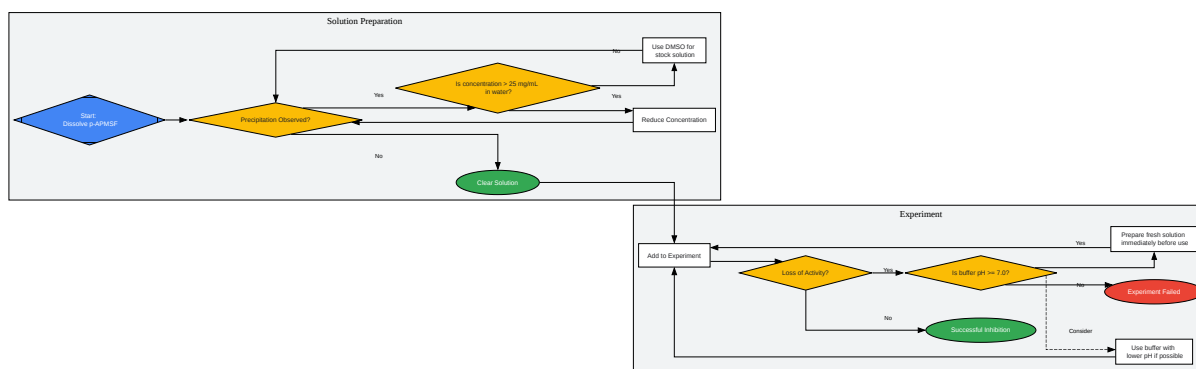 Solution Preparation
No
Use DMSO for
stock solution
Is concentration > 25 mg/mL
in water?
Yes
Yes
Start:
Dissolve p-APMSF
Precipitation Observed?
Reduce Concentration
No
Clear Solution
Experiment
Prepare fresh solution
immediately before use
Yes
Add to Experiment
Loss of Activity?
Yes
Is buffer pH >= 7.0?
No
Experiment Failed
No
Successful Inhibition
Consider
Use buffer with
lower pH if possible